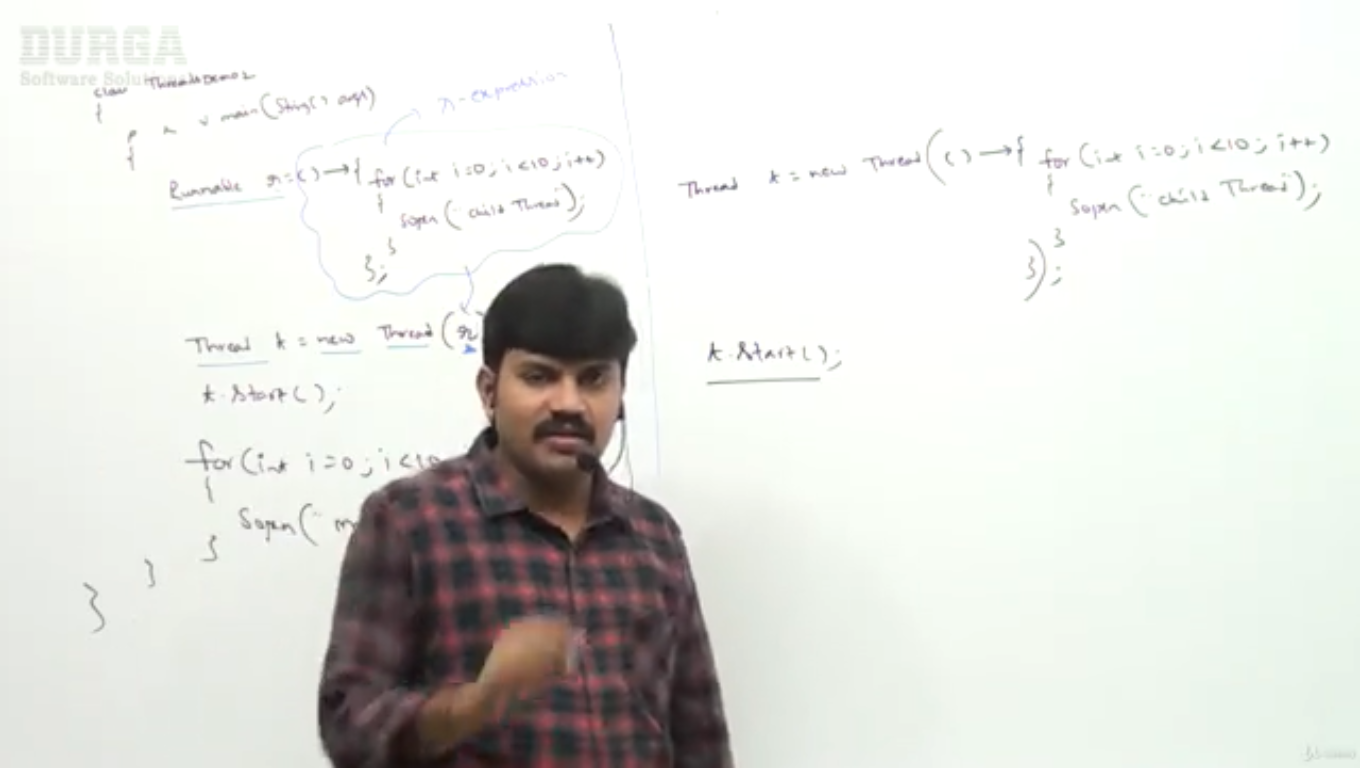 DURGA
Software Solutions
class ThreadDemo2
{
p s v main(String[] args)
{
λ-expression
Runnable r=()→{ for(int i=0; i<10; i++)
{
Sopln("child Thread");
}
};
Thread t = new Thread(r
t.start();
for(int i=0; i<10
{
Sopln("m
}
}
}
Thread t = new Thread(()→{ for(int i=0; i<10; i++)
{
Sopln("child Thread");
}
});
t.start();